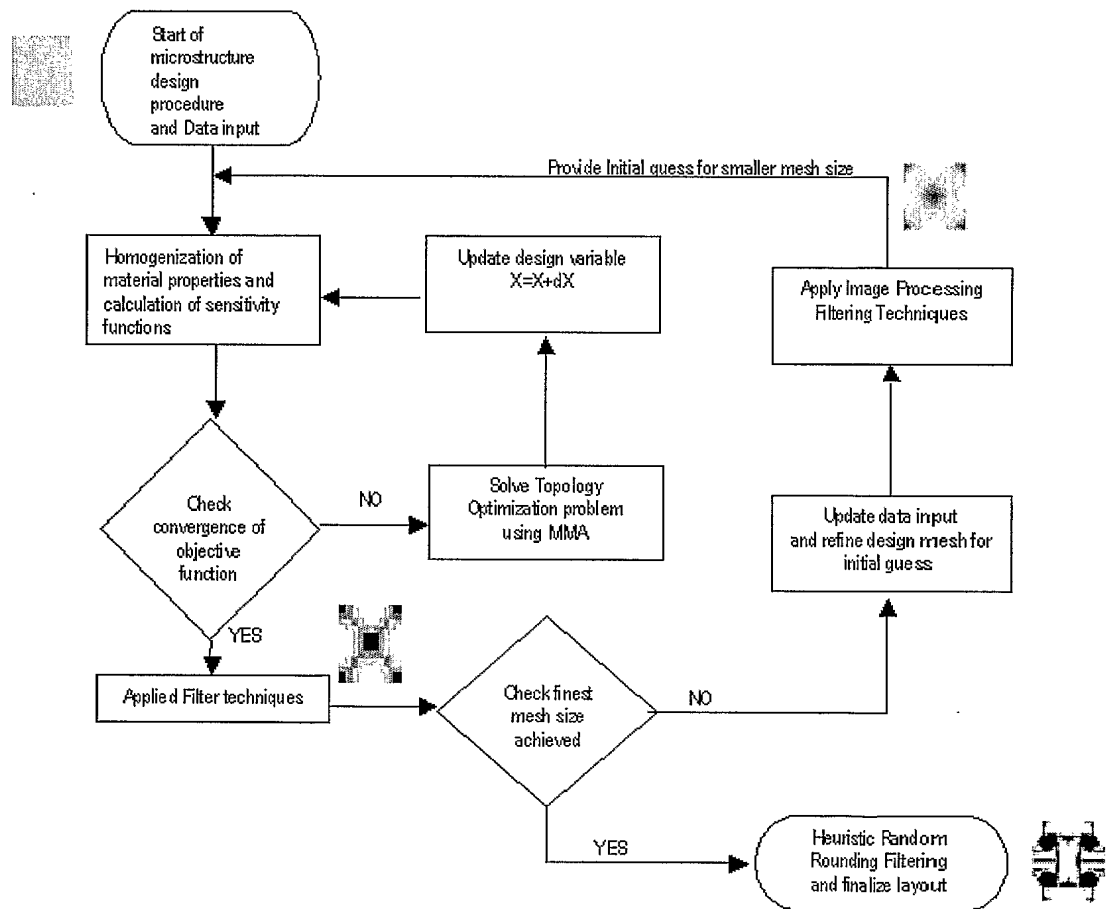 Start of
microstructure
design
procedure
and Data input
Provide Initial guess for smaller mesh size
Homogenization of
material properties and
calculation of sensitivity
functions
Update design variable
X=X+dX
Apply Image Processing
Filtering Techniques
Check
convergence of
objective
function
NO
Solve Topology
Optimization problem
using MMA
Update data input
and refine design mesh for
initial guess
YES
Applied Filter techniques
Check finest
mesh size
achieved
NO
YES
Heuristic Random
Rounding Filtering
and finalize layout